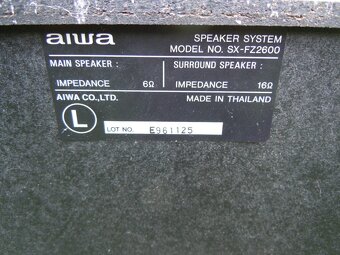 aiwa
SPEAKER SYSTEM
MODEL NO. SX-FZ2600
MAIN SPEAKER :
SURROUND SPEAKER :
IMPEDANCE 6Ω
IMPEDANCE 16Ω
AIWA CO.,LTD.
MADE IN THAILAND
L
LOT NO. E961125